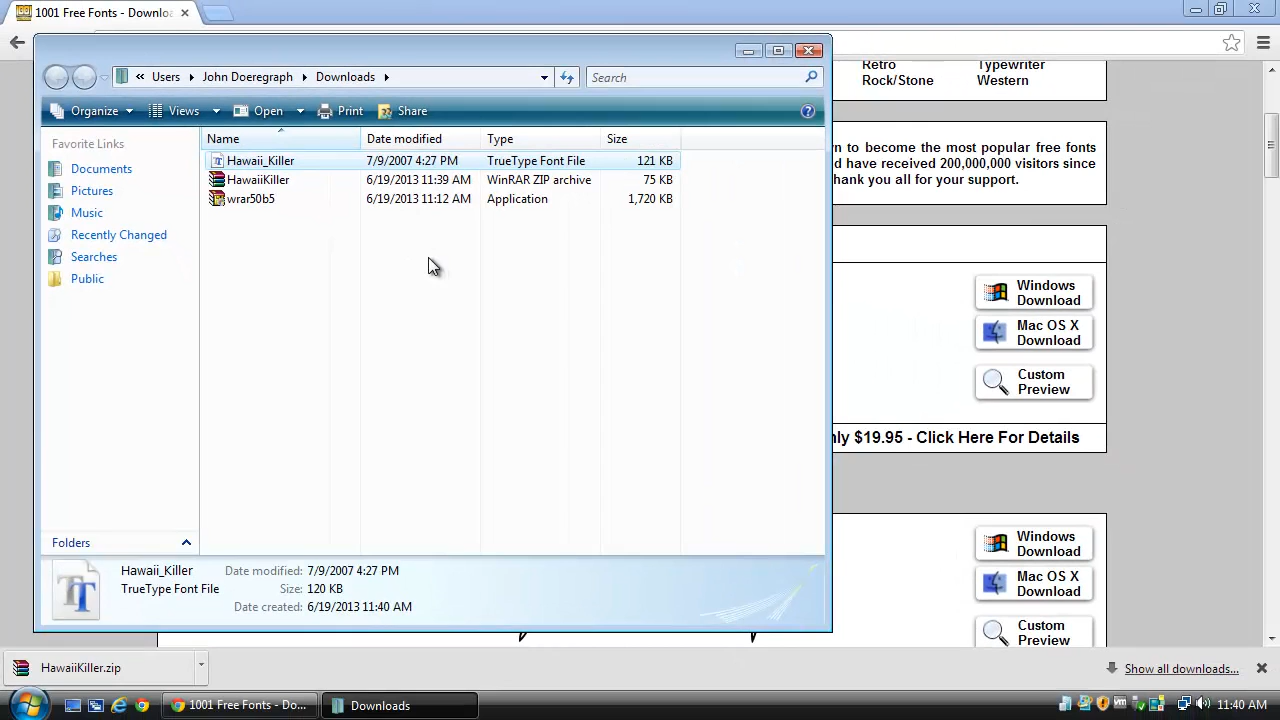 1001 Free Fonts - Downloa
Users
John Doeregraph
Downloads
Search
Organize
Views
Open
Print
Share
Favorite Links
Documents
Pictures
Music
Recently Changed
Searches
Public
Folders
Name Date modified Type Size
Hawaii_Killer 7/9/2007 4:27 PM TrueType Font File 121 KB
HawaiiKiller 6/19/2013 11:39 AM WinRAR ZIP archive 75 KB
wrar50b5 6/19/2013 11:12 AM Application 1,720 KB
Hawaii_Killer Date modified: 7/9/2007 4:27 PM
TrueType Font File Size: 120 KB
Date created: 6/19/2013 11:40 AM
Retro Typewriter
Rock/Stone Western
n to become the most popular free fonts
d have received 200,000,000 visitors since
hank you all for your support.
Windows
Download
Mac OS X
Download
Custom
Preview
nly $19.95 - Click Here For Details
Windows
Download
Mac OS X
Download
Custom
Preview
HawaiiKiller.zip
Show all downloads...
1001 Free Fonts - Do...
Downloads
11:40 AM